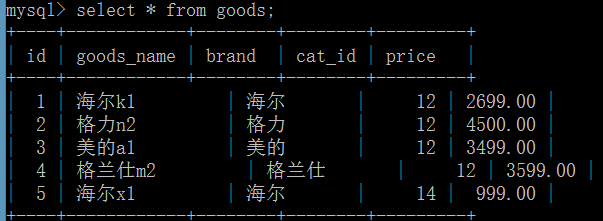 mysql> select * from goods;
+----+------------+--------+--------+---------+
| id | goods_name | brand | cat_id | price |
+----+------------+--------+--------+---------+
| 1 | 海尔k1 | 海尔 | 12 | 2699.00 |
| 2 | 格力n2 | 格力 | 12 | 4500.00 |
| 3 | 美的a1 | 美的 | 12 | 3499.00 |
| 4 | 格兰仕m2 | 格兰仕 | 12 | 3599.00 |
| 5 | 海尔x1 | 海尔 | 14 | 999.00 |
+----+------------+--------+--------+---------+